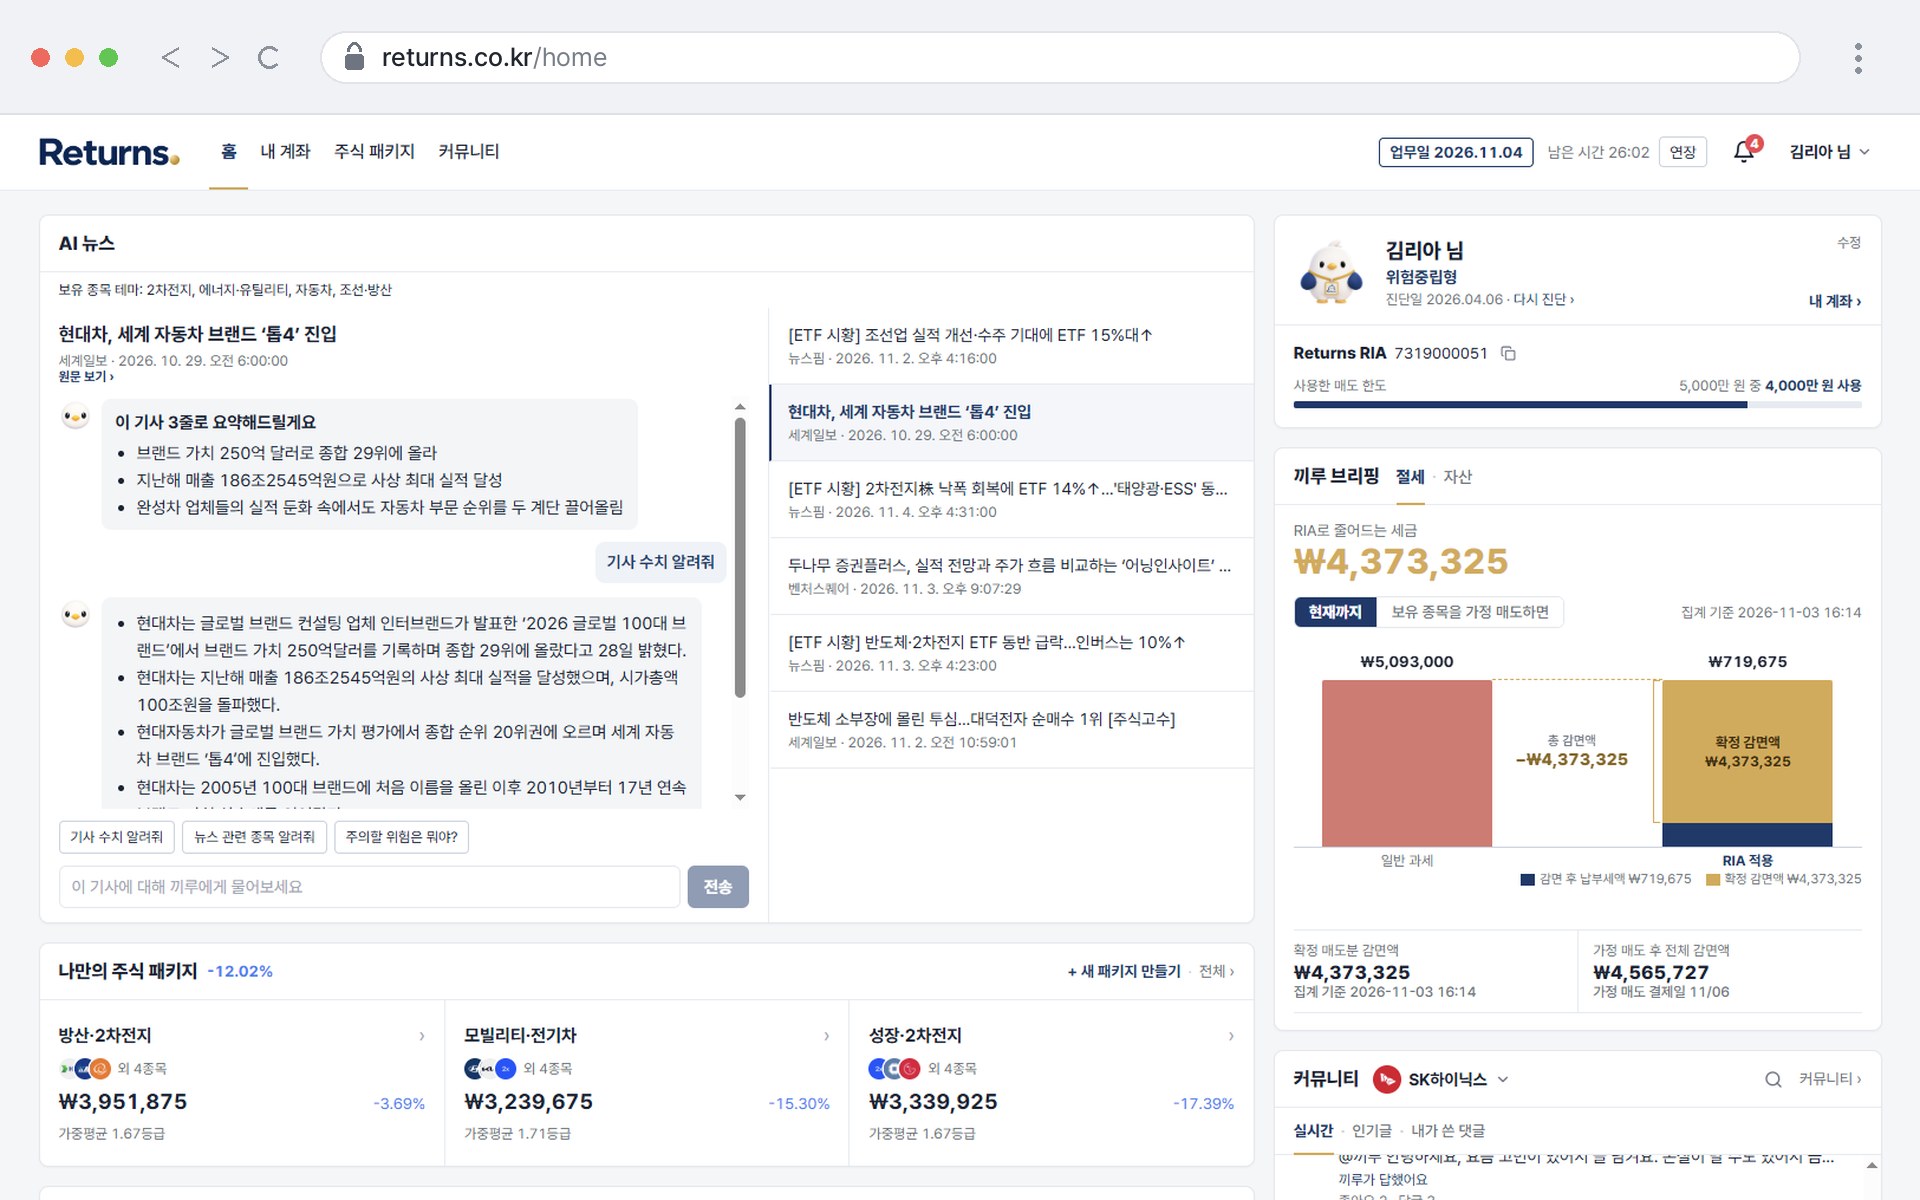 returns.co.kr/home
Returns.
홈
내 계좌
주식 패키지
커뮤니티
업무일 2026.11.04
남은 시간 26:02
연장
4
김리아 님
AI 뉴스
보유 종목 테마: 2차전지, 에너지·유틸리티, 자동차, 조선·방산
현대차, 세계 자동차 브랜드 ‘톱4’ 진입
세계일보 · 2026. 10. 29. 오전 6:00:00
원문 보기 ›
이 기사 3줄로 요약해드릴게요
• 브랜드 가치 250억 달러로 종합 29위에 올라
• 지난해 매출 186조2545억원으로 사상 최대 실적 달성
• 완성차 업체들의 실적 둔화 속에서도 자동차 부문 순위를 두 계단 끌어올림
기사 수치 알려줘
• 현대차는 글로벌 브랜드 컨설팅 업체 인터브랜드가 발표한 ‘2026 글로벌 100대 브
랜드’에서 브랜드 가치 250억달러를 기록하며 종합 29위에 올랐다고 28일 밝혔다.
• 현대차는 지난해 매출 186조2545억원의 사상 최대 실적을 달성했으며, 시가총액
100조원을 돌파했다.
• 현대자동차가 글로벌 브랜드 가치 평가에서 종합 순위 20위권에 오르며 세계 자동
차 브랜드 ‘톱4’에 진입했다.
• 현대차는 2005년 100대 브랜드에 처음 이름을 올린 이후 2010년부터 17년 연속
기사 수치 알려줘
뉴스 관련 종목 알려줘
주의할 위험은 뭐야?
이 기사에 대해 끼루에게 물어보세요
전송
[ETF 시황] 조선업 실적 개선·수주 기대에 ETF 15%대↑
뉴스핌 · 2026. 11. 2. 오후 4:16:00
현대차, 세계 자동차 브랜드 ‘톱4’ 진입
세계일보 · 2026. 10. 29. 오전 6:00:00
[ETF 시황] 2차전지株 낙폭 회복에 ETF 14%↑...'태양광·ESS' 동...
뉴스핌 · 2026. 11. 4. 오후 4:31:00
두나무 증권플러스, 실적 전망과 주가 흐름 비교하는 ‘어닝인사이트’ ...
벤처스퀘어 · 2026. 11. 3. 오후 9:07:29
[ETF 시황] 반도체·2차전지 ETF 동반 급락...인버스는 10%↑
뉴스핌 · 2026. 11. 3. 오후 4:23:00
반도체 소부장에 몰린 투심...대덕전자 순매수 1위 [주식고수]
세계일보 · 2026. 11. 2. 오전 10:59:01
나만의 주식 패키지 -12.02%
+ 새 패키지 만들기 · 전체 ›
방산·2차전지 ›
외 4종목
₩3,951,875
-3.69%
가중평균 1.67등급
모빌리티·전기차 ›
외 4종목
₩3,239,675
-15.30%
가중평균 1.71등급
성장·2차전지 ›
외 4종목
₩3,339,925
-17.39%
가중평균 1.67등급
김리아 님
수정
위험중립형
진단일 2026.04.06 · 다시 진단 ›
내 계좌 ›
Returns RIA 7319000051
사용한 매도 한도
5,000만 원 중 4,000만 원 사용
끼루 브리핑
절세 · 자산
RIA로 줄어드는 세금
₩4,373,325
현재까지
보유 종목을 가정 매도하면
집계 기준 2026-11-03 16:14
₩5,093,000
₩719,675
총 감면액
−₩4,373,325
확정 감면액
₩4,373,325
일반 과세
RIA 적용
감면 후 납부세액 ₩719,675
확정 감면액 ₩4,373,325
확정 매도분 감면액
₩4,373,325
집계 기준 2026-11-03 16:14
가정 매도 후 전체 감면액
₩4,565,727
가정 매도 결제일 11/06
커뮤니티
SK하이닉스
커뮤니티 ›
실시간 · 인기글 · 내가 쓴 댓글
끼루가 답했어요